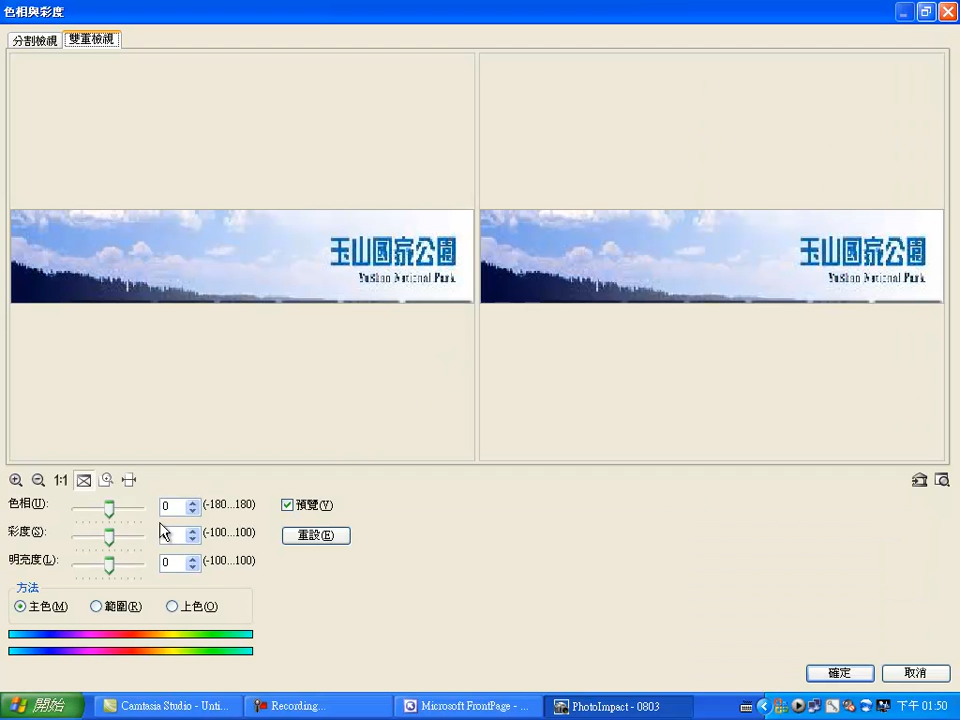 色相與彩度
分割檢視 雙重檢視
玉山國家公園 玉山國家公園
YuShan National Park YuShan National Park
1:1
色相(U): 0 (-180...180) 預覽(V)
彩度(S): (-100...100) 重設(E)
明亮度(L): 0 (-100...100)
方法
主色(M) 範圍(R) 上色(O)
確定 取消
開始 Camtasia Studio - Unti... Recording... Microsoft FrontPage - ... PhotoImpact - 0803 下午 01:50